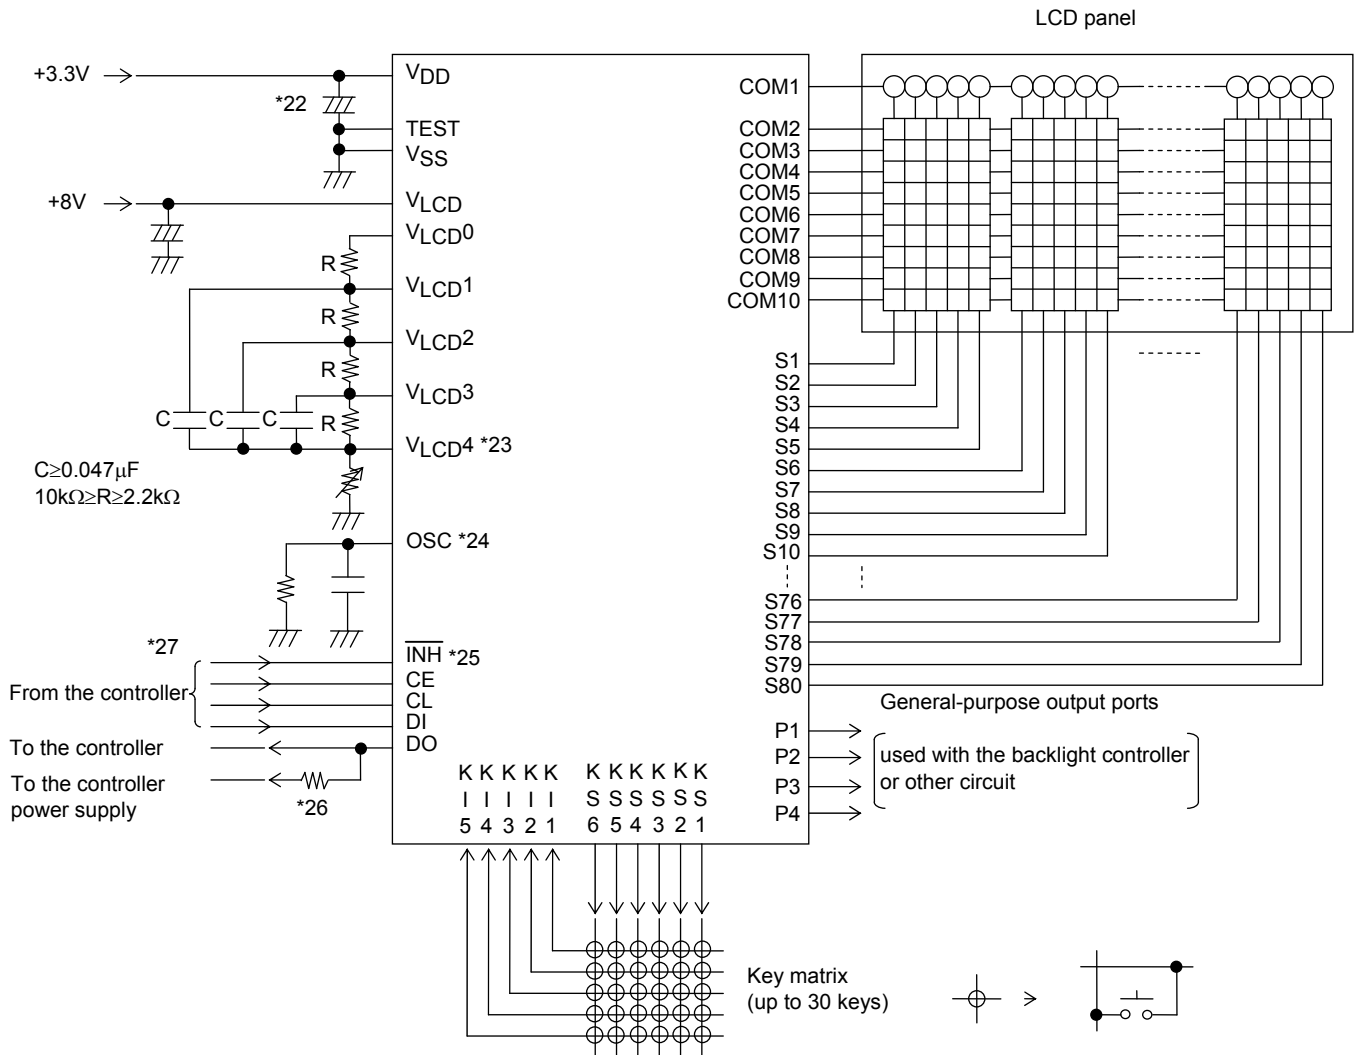 LCD panel
+3.3V
VDD
COM1
*22
TEST
COM2
VSS
COM3
COM4
+8V
VLCD
COM5
COM6
VLCD0
COM7
R
COM8
VLCD1
COM9
COM10
R
VLCD2
S1
R
S2
VLCD3
S3
C
C
C
R
S4
VLCD4 *23
S5
C≥0.047μF
S6
10kΩ≥R≥2.2kΩ
S7
S8
S9
OSC *24
S10
S76
S77
*27
S78
INH *25
S79
From the controller
CE
S80
CL
General-purpose output ports
DI
P1
To the controller
DO
P2
used with the backlight controller
or other circuit
To the controller
power supply
*26
P3
P4
K K K K K
I I I I I
5 4 3 2 1
K K K K K K
S S S S S S
6 5 4 3 2 1
Key matrix
(up to 30 keys)